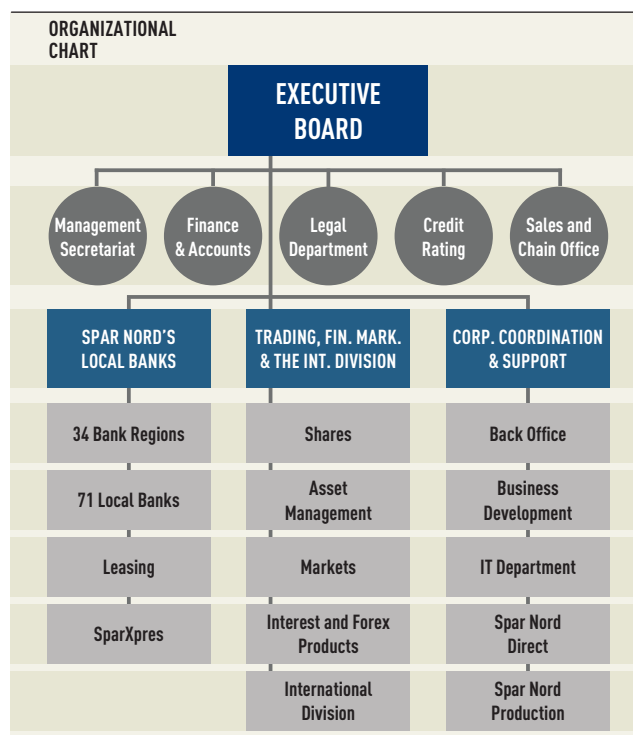 ORGANIZATIONAL
CHART
EXECUTIVE
BOARD
Management
Secretariat
Finance
& Accounts
Legal
Department
Credit
Rating
Sales and
Chain Office
SPAR NORD'S
LOCAL BANKS
TRADING, FIN. MARK.
& THE INT. DIVISION
CORP. COORDINATION
& SUPPORT
34 Bank Regions
Shares
Back Office
71 Local Banks
Asset
Management
Business
Development
Leasing
Markets
IT Department
SparXpres
Interest and Forex
Products
Spar Nord
Direct
International
Division
Spar Nord
Production